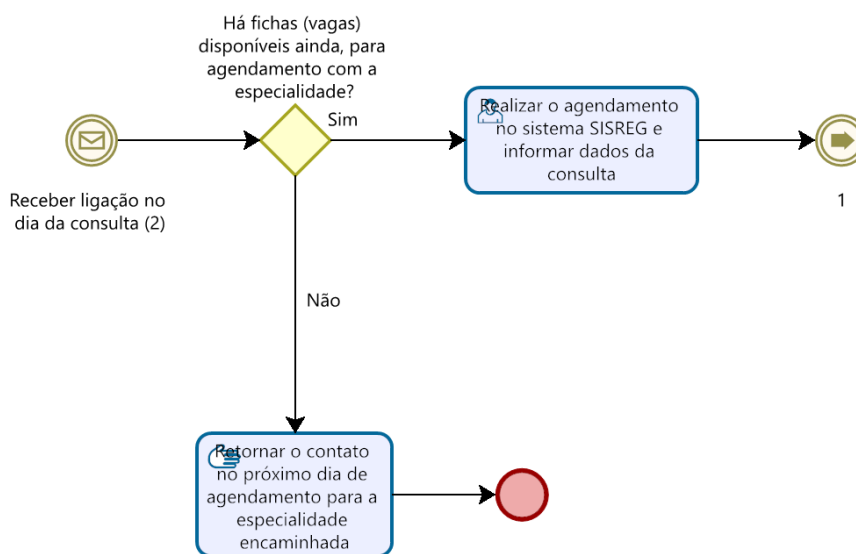 Há fichas (vagas)
disponíveis ainda, para
agendamento com a
especialidade?
Sim
Realizar o agendamento
no sistema SISREG e
informar dados da
consulta
Receber ligação no
dia da consulta (2)
1
Não
Retornar o contato
no próximo dia de
agendamento para a
especialidade
encaminhada